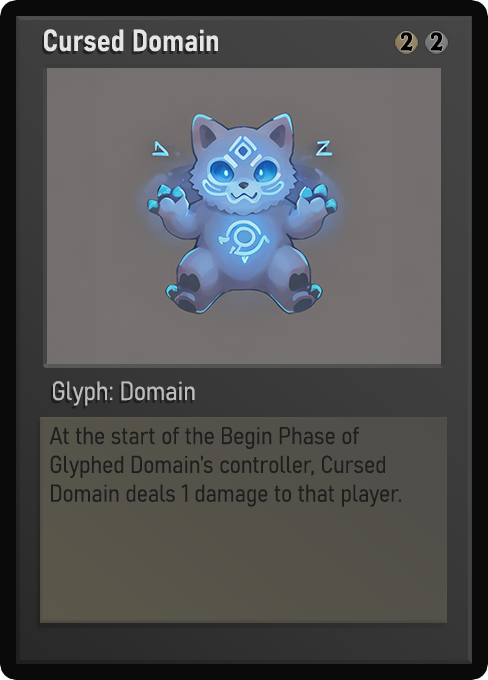 Cursed Domain 2 2
Glyph: Domain
At the start of the Begin Phase of
Glyphed Domain's controller, Cursed
Domain deals 1 damage to that player.